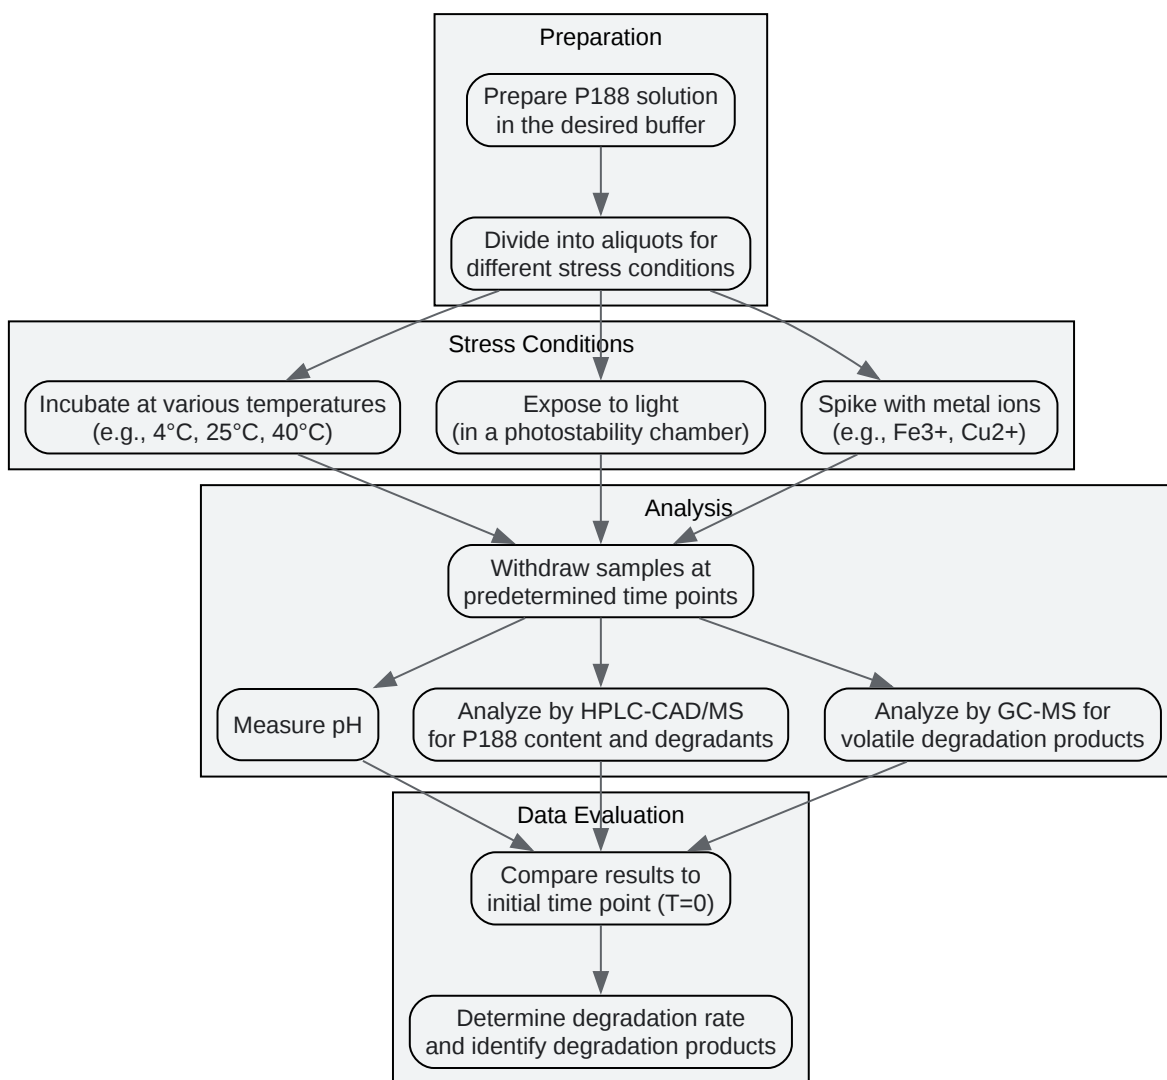 Preparation
Prepare P188 solution
in the desired buffer
Divide into aliquots for
different stress conditions
Stress Conditions
Incubate at various temperatures
(e.g., 4°C, 25°C, 40°C)
Expose to light
(in a photostability chamber)
Spike with metal ions
(e.g., Fe3+, Cu2+)
Analysis
Withdraw samples at
predetermined time points
Measure pH
Analyze by HPLC-CAD/MS
for P188 content and degradants
Analyze by GC-MS for
volatile degradation products
Data Evaluation
Compare results to
initial time point (T=0)
Determine degradation rate
and identify degradation products